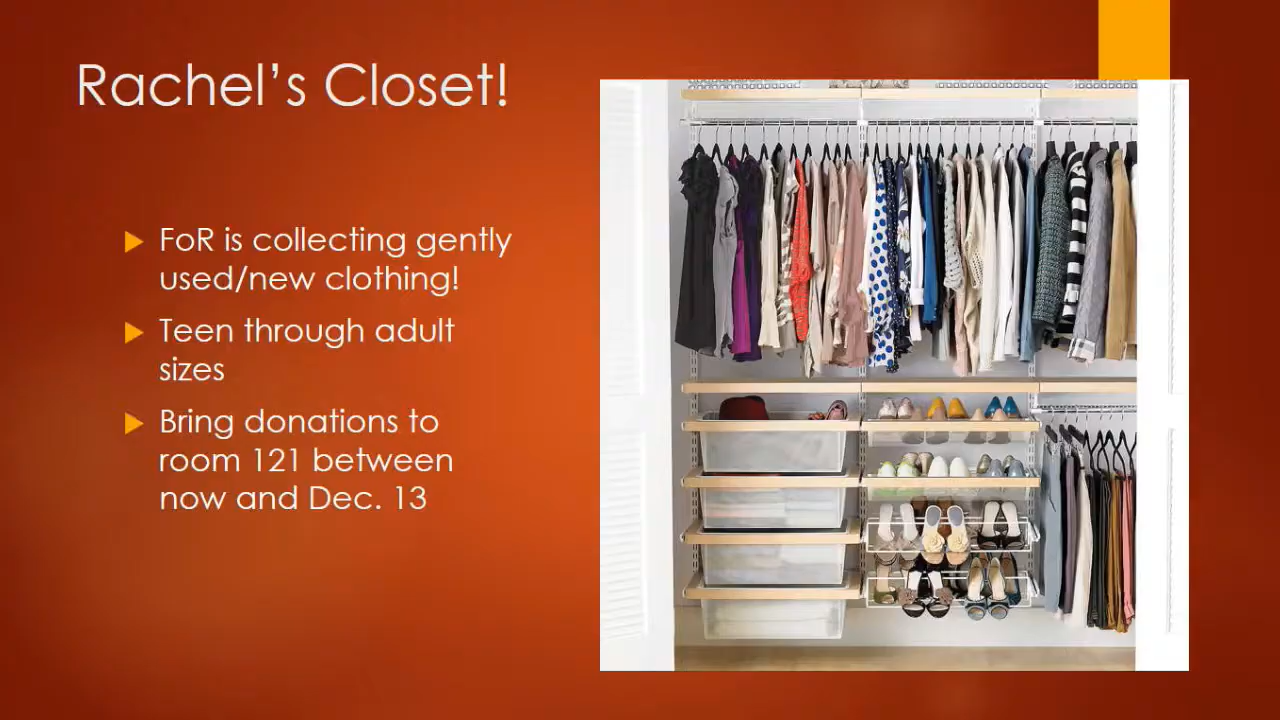 Rachel's Closet!
FoR is collecting gently
used/new clothing!
Teen through adult
sizes
Bring donations to
room 121 between
now and Dec. 13